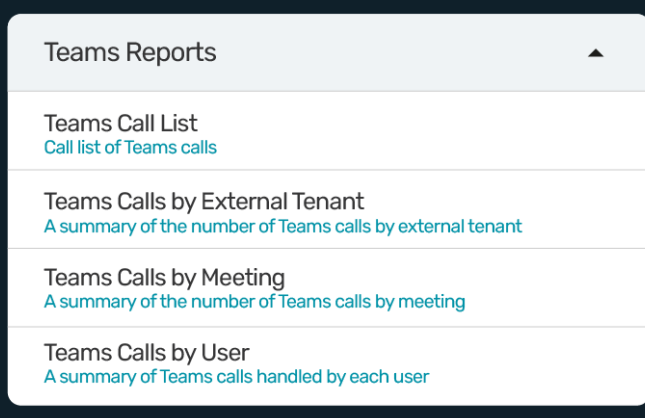 Teams Reports
Teams Call List
Call list of Teams calls
Teams Calls by External Tenant
A summary of the number of Teams calls by external tenant
Teams Calls by Meeting
A summary of the number of Teams calls by meeting
Teams Calls by User
A summary of Teams calls handled by each user